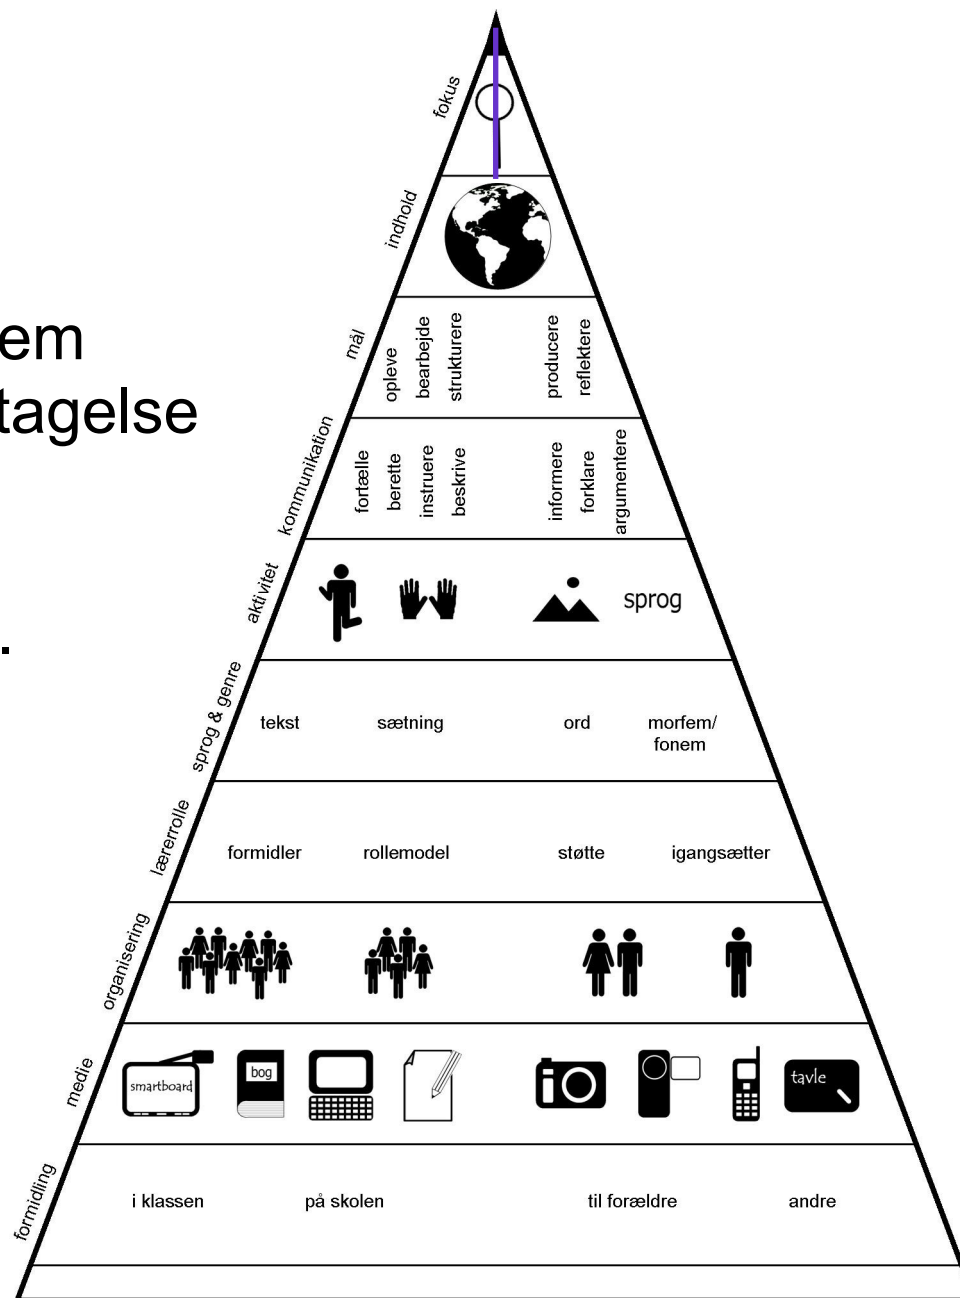 fokus
indhold
em
tagelse
.
mål
opleve
bearbejde
strukturere
producere
reflektere
kommunikation
fortælle
berette
instruere
beskrive
informere
forklare
argumentere
aktivitet
sprog
sprog & genre
tekst
sætning
ord
morfem/
fonem
lærerrolle
formidler
rollemodel
støtte
igangsætter
organisering
medie
smartboard
bog
tavle
formidling
i klassen
på skolen
til forældre
andre